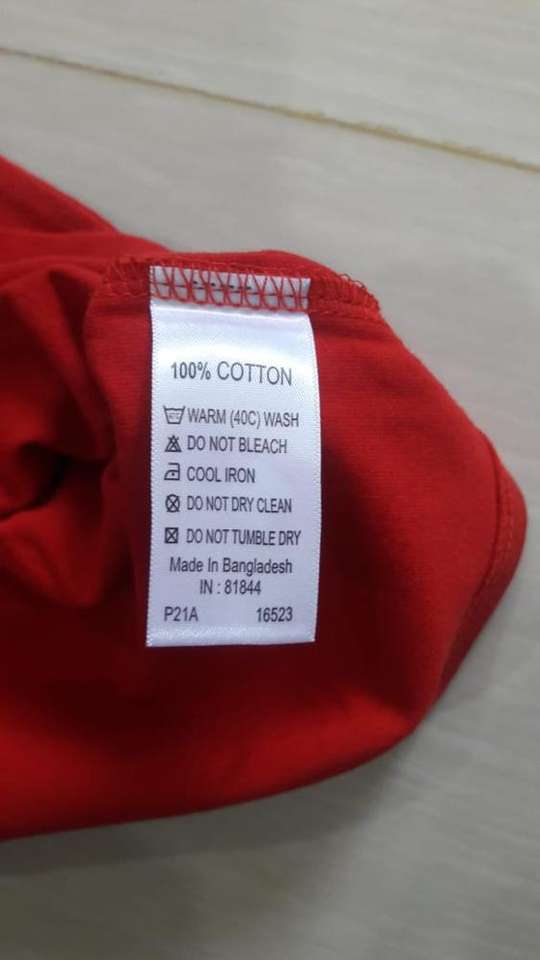 100% COTTON
WARM (40C) WASH
DO NOT BLEACH
COOL IRON
DO NOT DRY CLEAN
DO NOT TUMBLE DRY
Made In Bangladesh
IN : 81844
P21A 16523